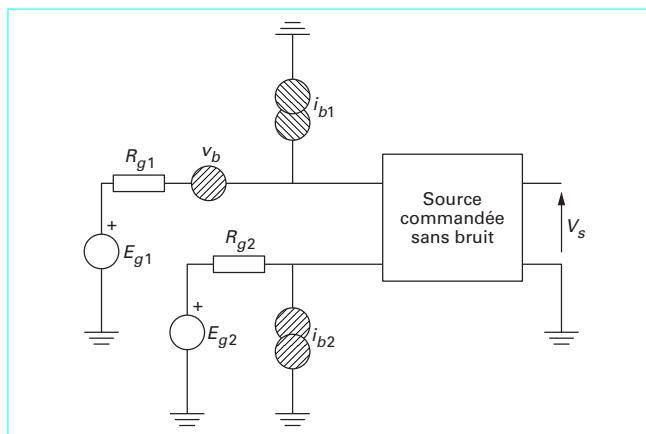 i_b1
R_g1
v_b
+
E_g1
Source
commandée
sans bruit
V_s
R_g2
+
E_g2
i_b2